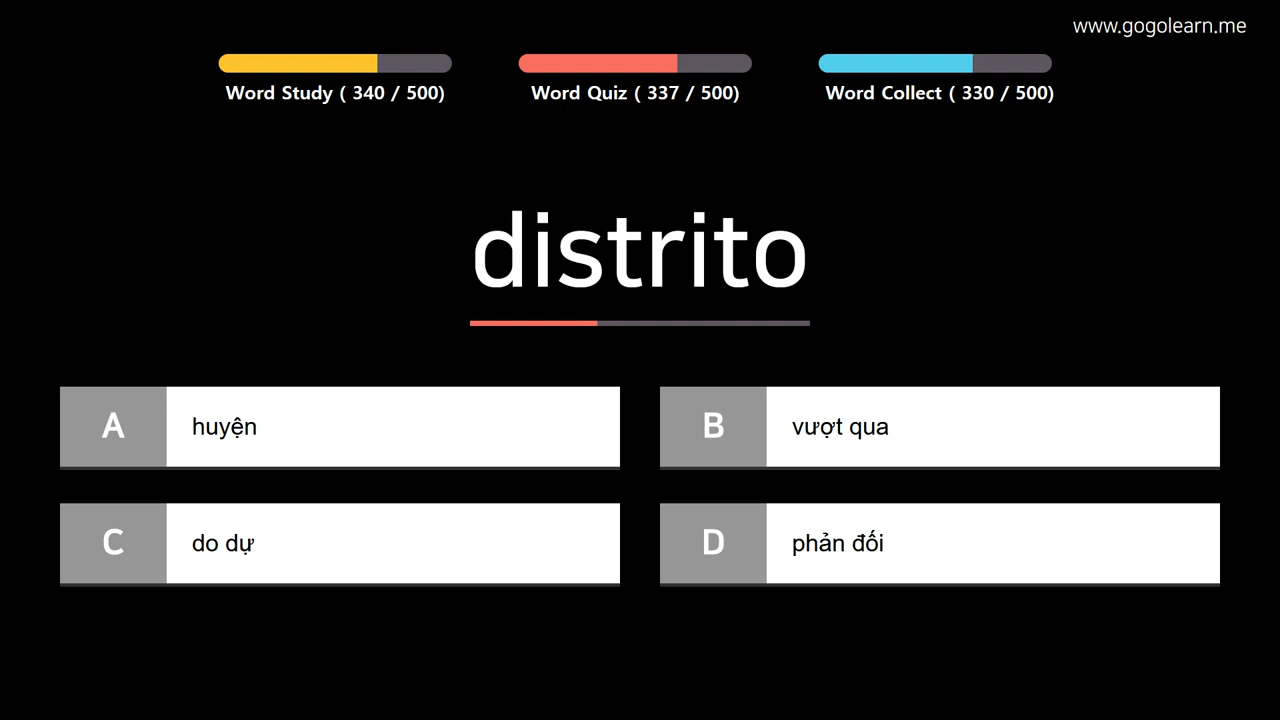 www.gogolearn.me
Word Study ( 340 / 500)
Word Quiz ( 337 / 500)
Word Collect ( 330 / 500)
distrito
A
huyện
B
vượt qua
C
do dự
D
phản đối